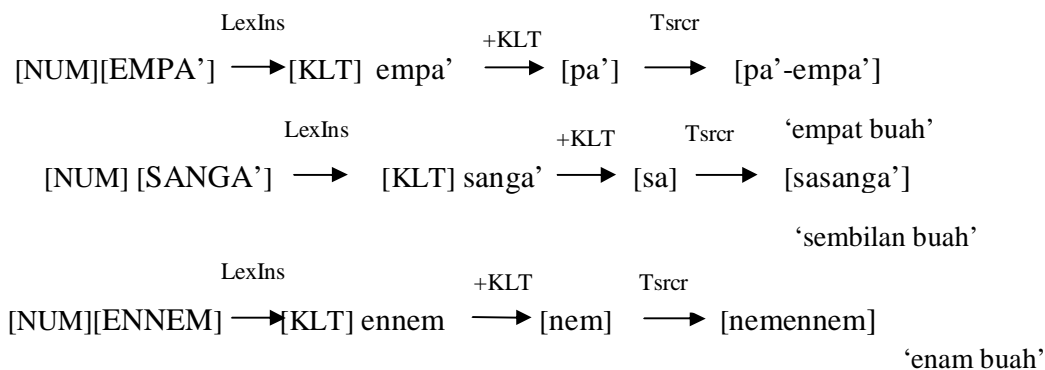 LexIns +KLT Tsrcr
[NUM][EMPA’] [KLT] empa’ [pa’] [pa’-empa’]
LexIns +KLT Tsrcr ‘empat buah’
[NUM] [SANGA’] [KLT] sanga’ [sa] [sasanga’]
‘sembilan buah’
LexIns +KLT Tsrcr
[NUM][ENNEM] [KLT] ennem [nem] [nemennem]
‘enam buah’